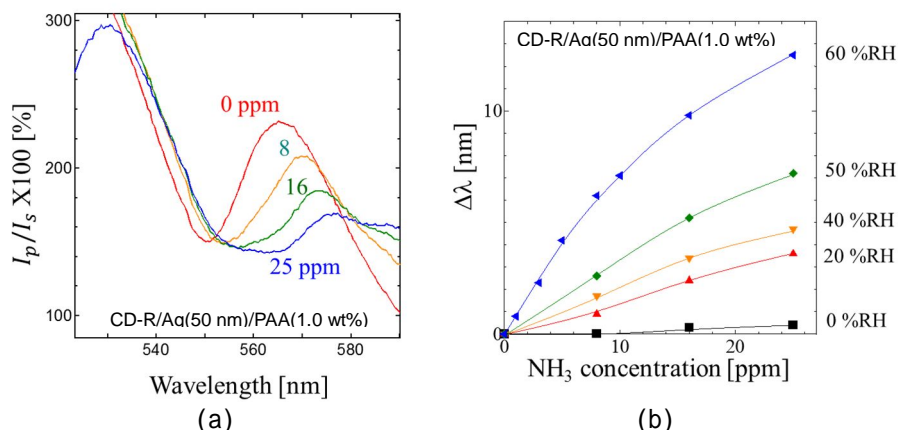 CD-R/Ag(50 nm)/PAA(1.0 wt%)
0 ppm
8
16
25 ppm
300
200
100
540
560
580
I_p/I_s X100 [%]
Wavelength [nm]
(a)
CD-R/Ag(50 nm)/PAA(1.0 wt%)
60 %RH
50 %RH
40 %RH
20 %RH
0 %RH
10
0
0
10
20
Δλ [nm]
NH₃ concentration [ppm]
(b)